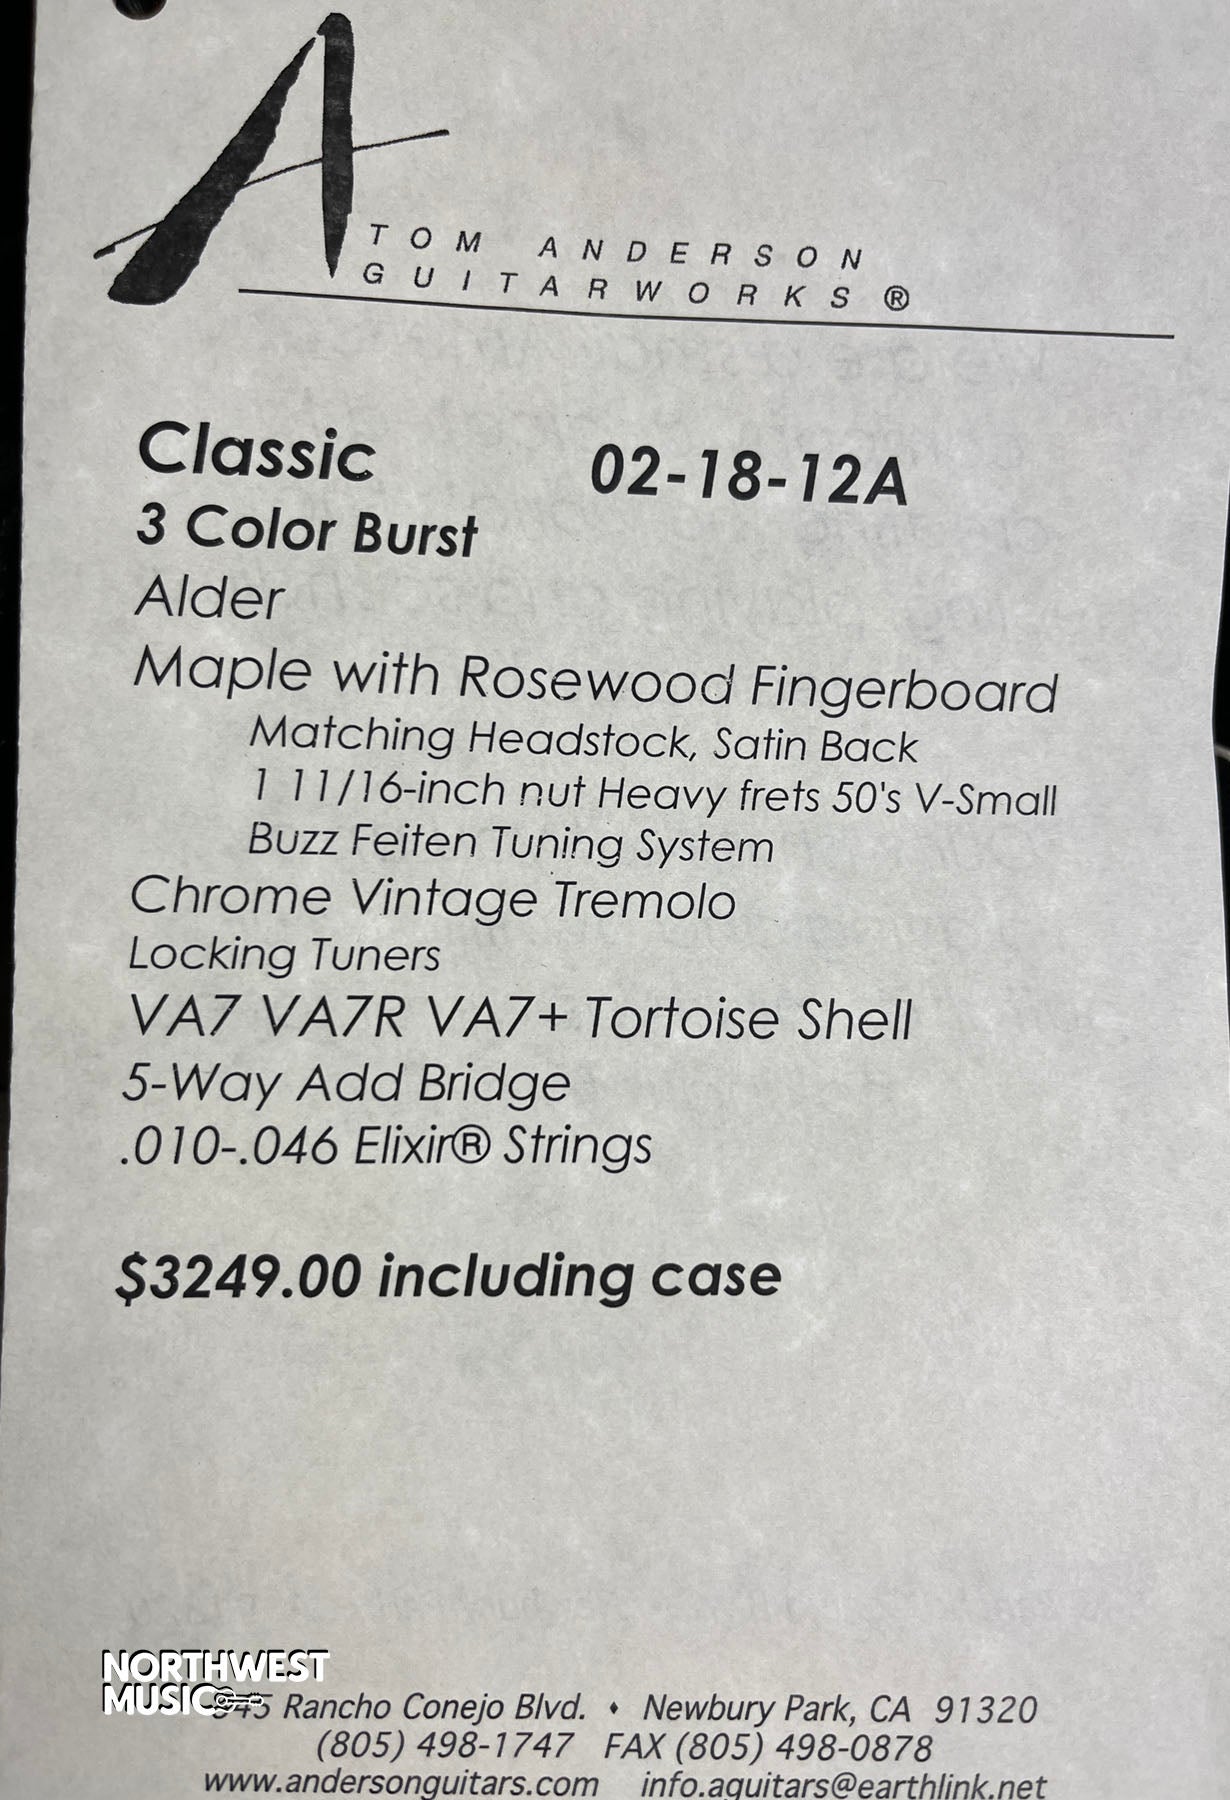 TOM ANDERSON
GUITARWORKS®
Classic 02-18-12A
3 Color Burst
Alder
Maple with Rosewood Fingerboard
Matching Headstock, Satin Back
1 11/16-inch nut Heavy frets 50's V-Small
Buzz Feiten Tuning System
Chrome Vintage Tremolo
Locking Tuners
VA7 VA7R VA7+ Tortoise Shell
5-Way Add Bridge
.010-.046 Elixir® Strings
$3249.00 including case
NORTHWEST
MUSIC
Rancho Conejo Blvd. • Newbury Park, CA 91320
(805) 498-1747 FAX (805) 498-0878
www.andersonguitars.com info.aguitars@earthlink.net